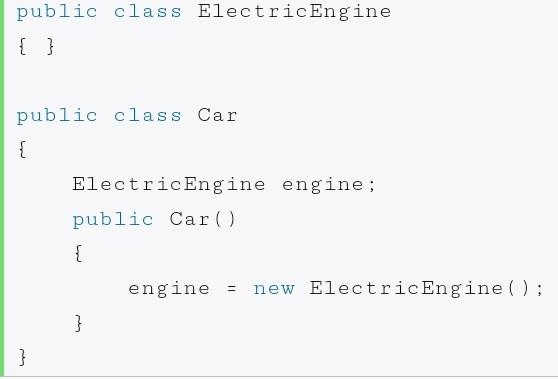 public class ElectricEngine
{ }
public class Car
{
ElectricEngine engine;
public Car()
{
engine = new ElectricEngine();
}
}